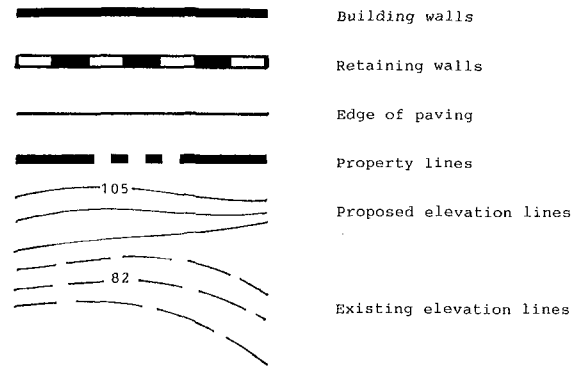 Building walls
Retaining walls
Edge of paving
Property lines
105
Proposed elevation lines
82
Existing elevation lines